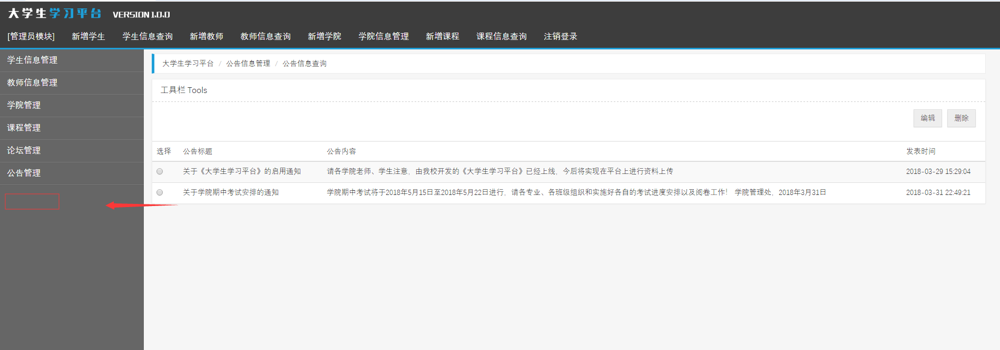 大学生学习平台 VERSION 1.0.0
[管理员模块] 新增学生 学生信息查询 新增教师 教师信息查询 新增学院 学院信息管理 新增课程 课程信息查询 注销登录
学生信息管理
教师信息管理
学院管理
课程管理
论坛管理
公告管理
大学生学习平台 / 公告信息管理 / 公告信息查询
工具栏 Tools
编辑 删除
选择 公告标题 公告内容 发表时间
关于《大学生学习平台》的启用通知 请各学院老师、学生注意，由我校开发的《大学生学习平台》已经上线，今后将实现在平台上进行资料上传 2018-03-29 15:29:04
关于学院期中考试安排的通知 学院期中考试将于2018年5月15日至2018年5月22日进行，请各专业、各班级组织和实施好各自的考试进度安排以及阅卷工作！ 学院管理处，2018年3月31日 2018-03-31 22:49:21